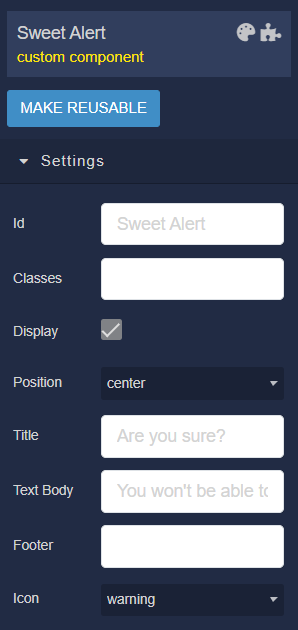 Sweet Alert
custom component
MAKE REUSABLE
Settings
Id Sweet Alert
Classes
Display
Position center
Title Are you sure?
Text Body You won't be able to
Footer
Icon warning